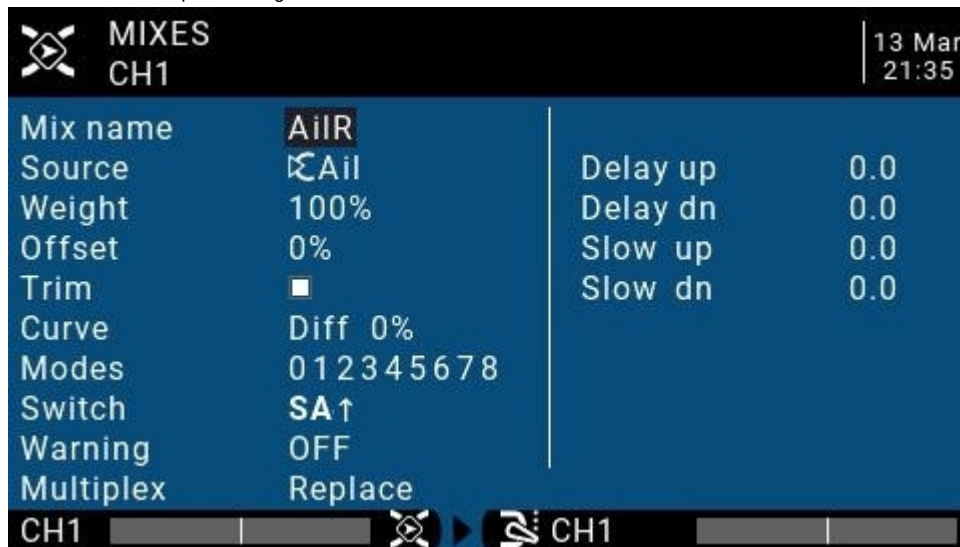 MIXES
CH1
13 Mar
21:35
Mix name AilR
Source Ail
Weight 100%
Offset 0%
Trim
Curve Diff 0%
Modes 012345678
Switch SA↑
Warning OFF
Multiplex Replace
Delay up 0.0
Delay dn 0.0
Slow up 0.0
Slow dn 0.0
CH1 CH1